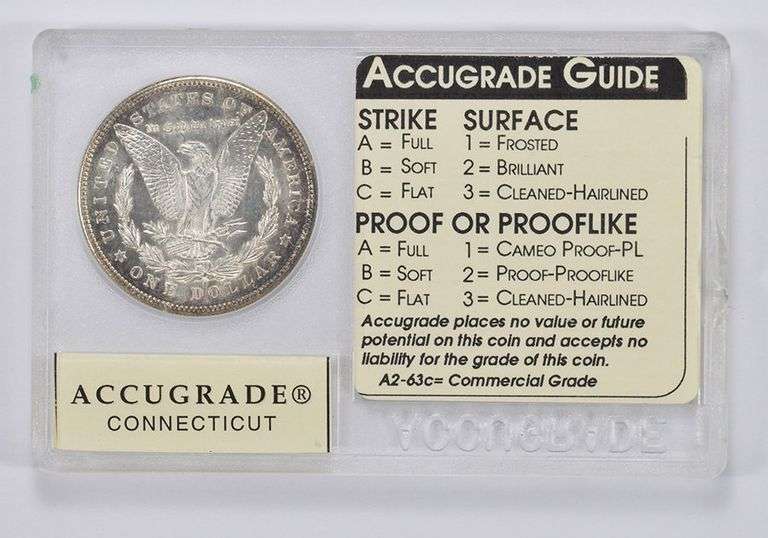 UNITED STATES OF AMERICA
In God we trust
ONE DOLLAR
ACCUGRADE®
CONNECTICUT
ACCUGRADE GUIDE
STRIKE SURFACE
A = FULL 1 = FROSTED
B = SOFT 2 = BRILLIANT
C = FLAT 3 = CLEANED-HAIRLINED
PROOF OR PROOFLIKE
A = FULL 1 = CAMEO PROOF-PL
B = SOFT 2 = PROOF-PROOFLIKE
C = FLAT 3 = CLEANED-HAIRLINED
Accugrade places no value or future
potential on this coin and accepts no
liability for the grade of this coin.
A2-63c= Commercial Grade
ACCUGRADE